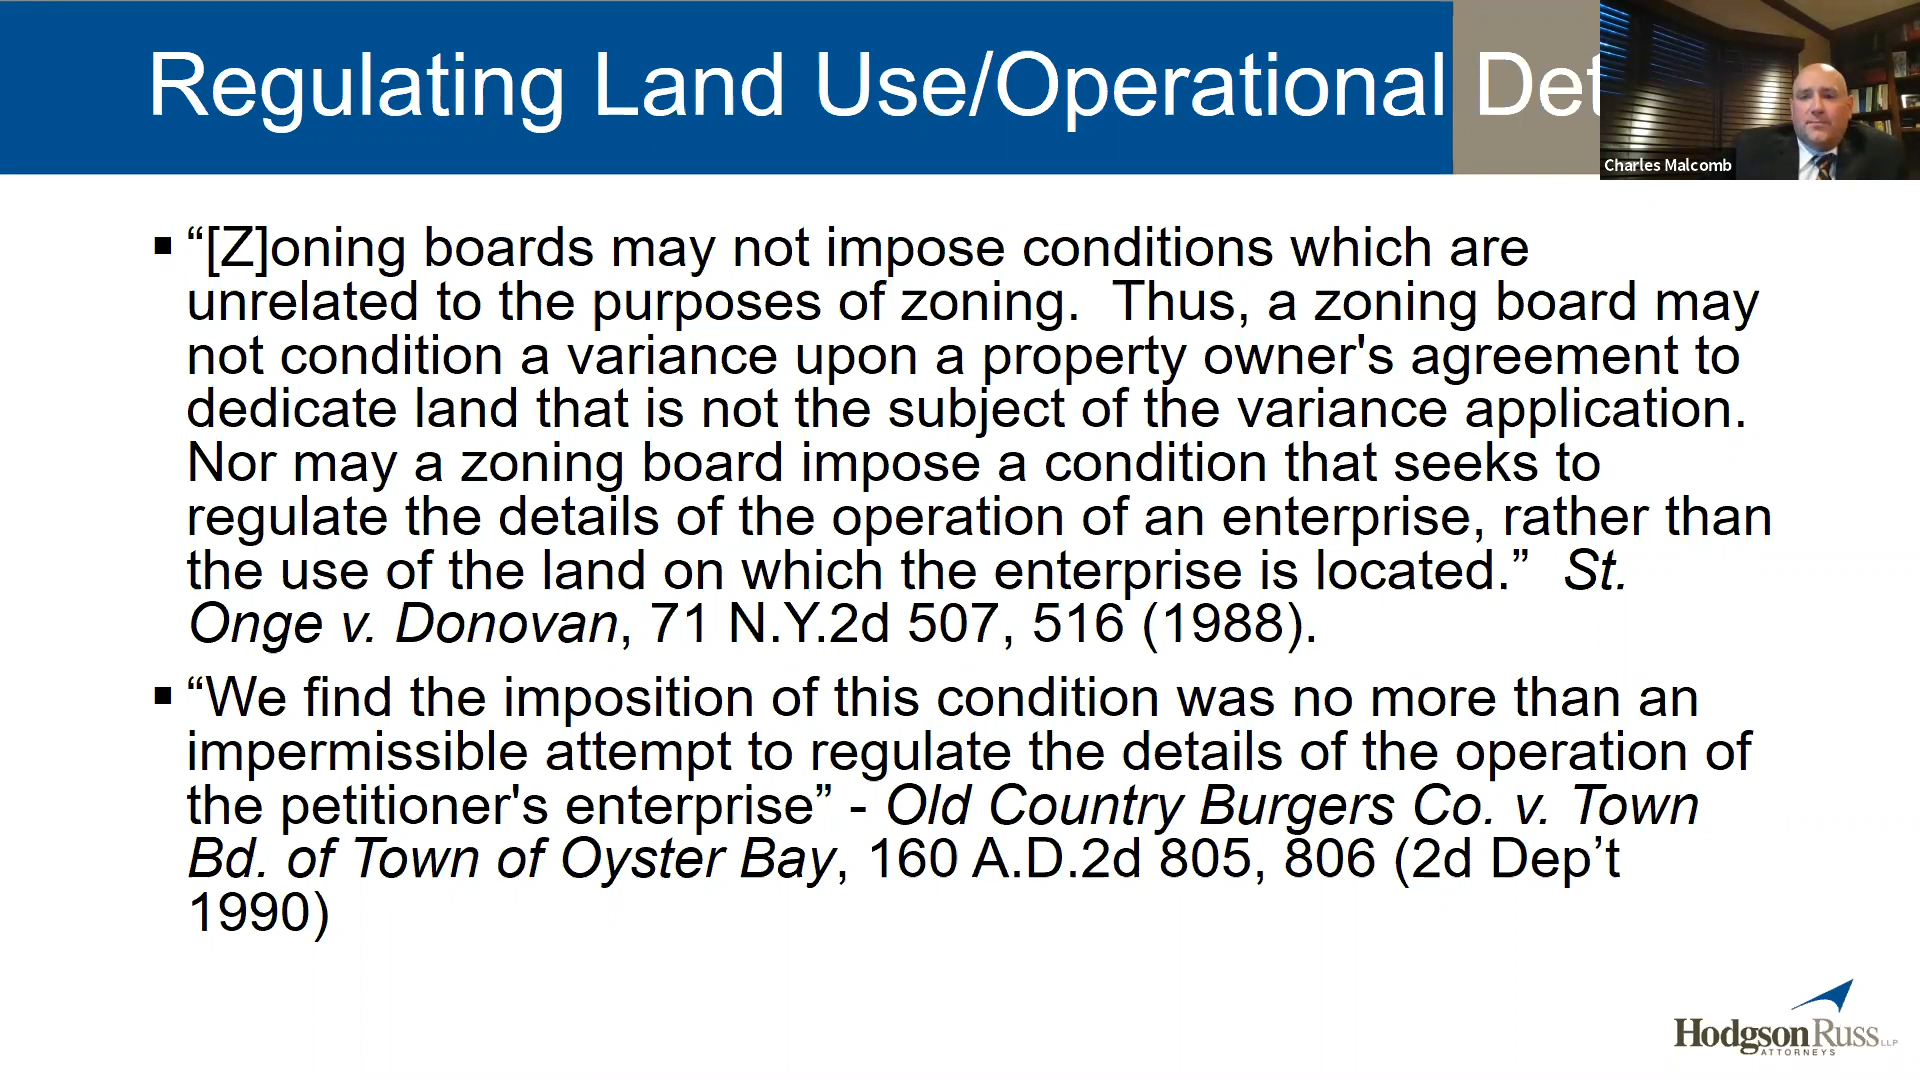 Regulating Land Use/Operational Det
Charles Malcomb
▪ “[Z]oning boards may not impose conditions which are
unrelated to the purposes of zoning.  Thus, a zoning board may
not condition a variance upon a property owner's agreement to
dedicate land that is not the subject of the variance application.
Nor may a zoning board impose a condition that seeks to
regulate the details of the operation of an enterprise, rather than
the use of the land on which the enterprise is located.”  St.
Onge v. Donovan, 71 N.Y.2d 507, 516 (1988).
▪ “We find the imposition of this condition was no more than an
impermissible attempt to regulate the details of the operation of
the petitioner's enterprise” - Old Country Burgers Co. v. Town
Bd. of Town of Oyster Bay, 160 A.D.2d 805, 806 (2d Dep’t
1990)
HodgsonRuss LLP
ATTORNEYS